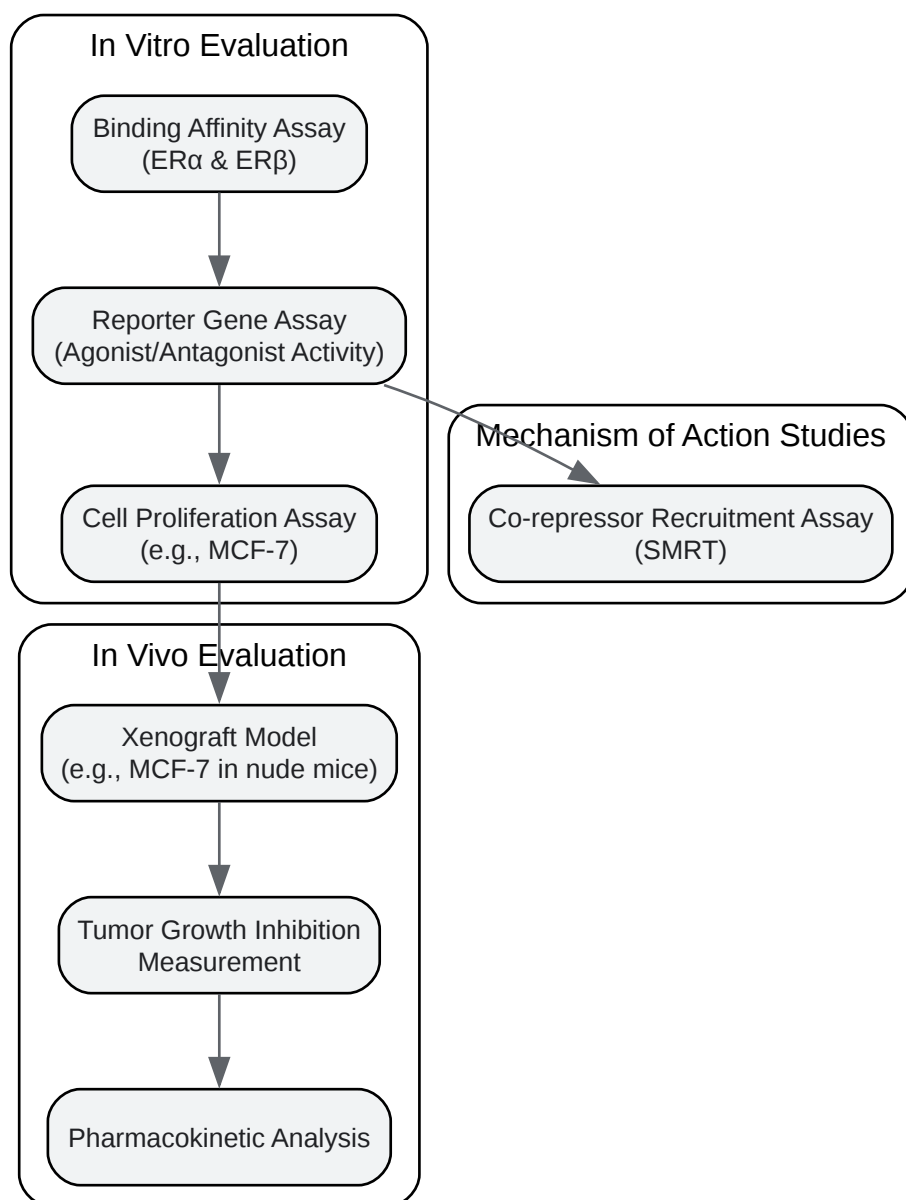 In Vitro Evaluation
Binding Affinity Assay
(ERα & ERβ)
Reporter Gene Assay
(Agonist/Antagonist Activity)
Cell Proliferation Assay
(e.g., MCF-7)
Mechanism of Action Studies
Co-repressor Recruitment Assay
(SMRT)
In Vivo Evaluation
Xenograft Model
(e.g., MCF-7 in nude mice)
Tumor Growth Inhibition
Measurement
Pharmacokinetic Analysis